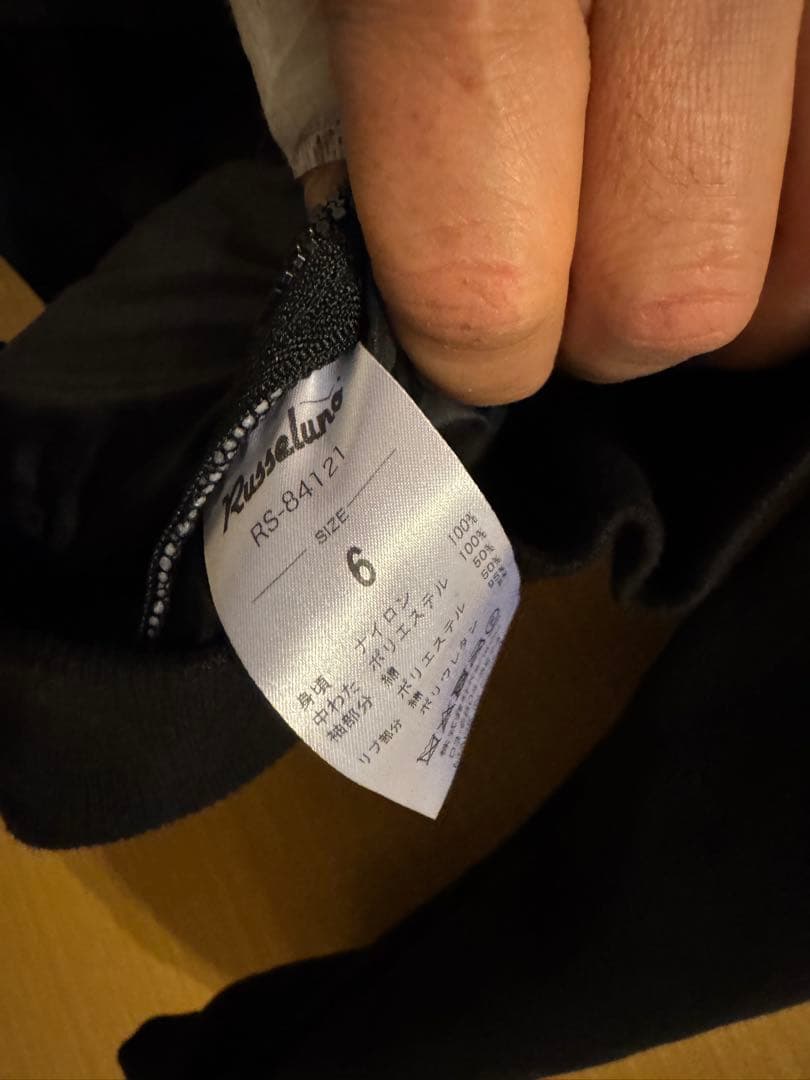 Russeluno
RS-84121
SIZE
6
身頃 ナイロン 100%
中わた ポリエステル 100%
袖部分 綿 50%
ポリエステル 50%
リブ部分 綿
ポリウレタン